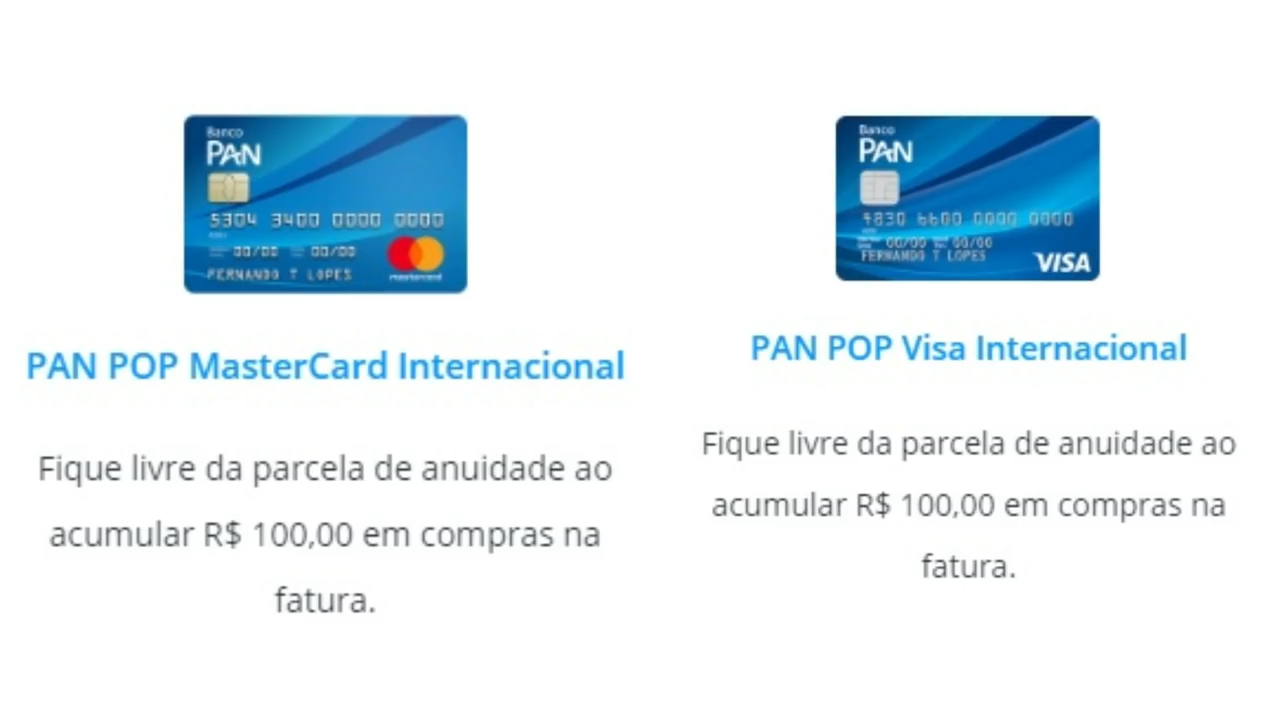 Banco
PAN
5304 3400 0000 0000
00/00 00/00
FERNANDO T LOPES
mastercard
PAN POP MasterCard Internacional
Fique livre da parcela de anuidade ao
acumular R$ 100,00 em compras na
fatura.
Banco
PAN
4830 6600 0000 0000
00/00 00/00
FERNANDO T LOPES
VISA
PAN POP Visa Internacional
Fique livre da parcela de anuidade ao
acumular R$ 100,00 em compras na
fatura.